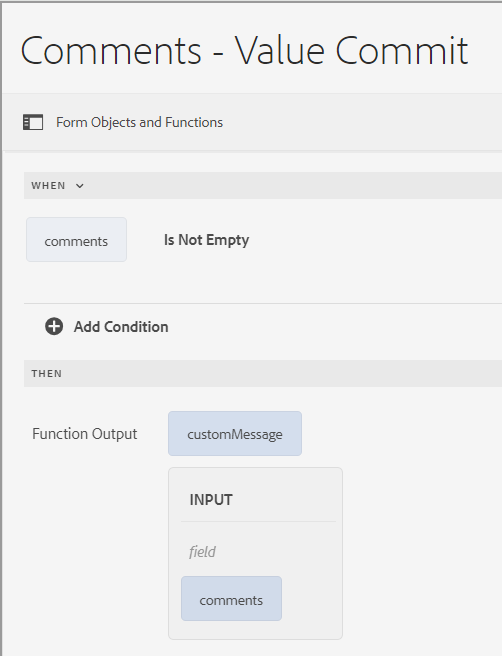 Comments - Value Commit
Form Objects and Functions
WHEN
comments Is Not Empty
Add Condition
THEN
Function Output customMessage
INPUT
field
comments